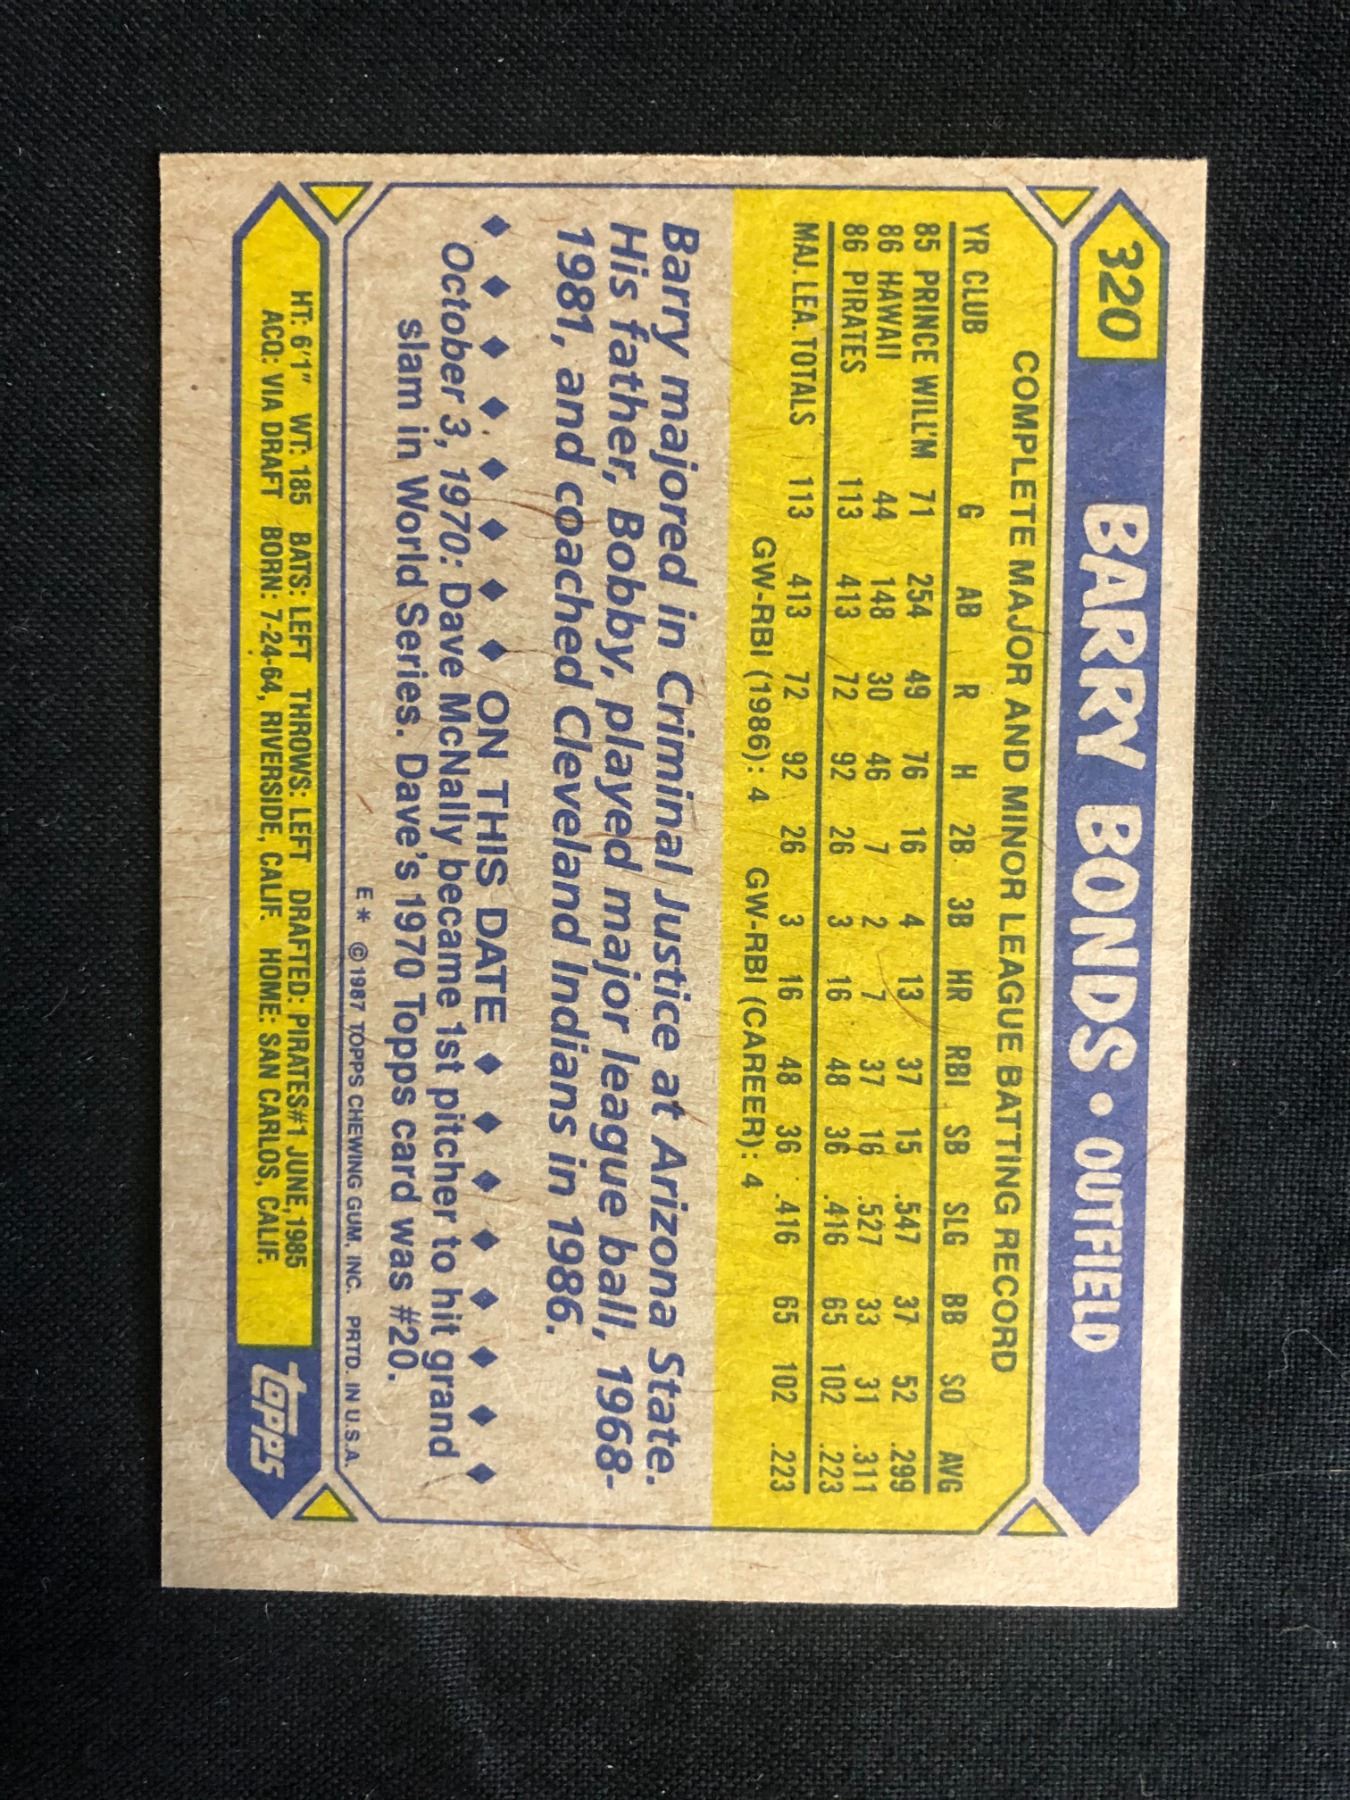 320 BARRY BONDS • OUTFIELD
COMPLETE MAJOR AND MINOR LEAGUE BATTING RECORD
YR CLUB G AB R H 2B 3B HR RBI SB SLG BB SO AVG
85 PRINCE WILL'M 71 254 49 76 16 4 13 37 15 .547 37 52 .299
86 HAWAII 44 148 30 46 7 2 7 37 16 .527 33 31 .311
86 PIRATES 113 413 72 92 26 3 16 48 36 .416 65 102 .223
MAJ. LEA. TOTALS 113 413 72 92 26 3 16 48 36 .416 65 102 .223
GW-RBI (1986): 4 GW-RBI (CAREER): 4
Barry majored in Criminal Justice at Arizona State.
His father, Bobby, played major league ball, 1968-
1981, and coached Cleveland Indians in 1986.
ON THIS DATE
October 3, 1970: Dave McNally became 1st pitcher to hit grand
slam in World Series. Dave's 1970 Topps card was #20.
E* © 1987 TOPPS CHEWING GUM, INC. PRTD. IN U.S.A.
HT: 6'1" WT: 185 BATS: LEFT THROWS: LEFT DRAFTED: PIRATES#1 JUNE, 1985
ACQ: VIA DRAFT BORN: 7-24-64, RIVERSIDE, CALIF. HOME: SAN CARLOS, CALIF.
topps